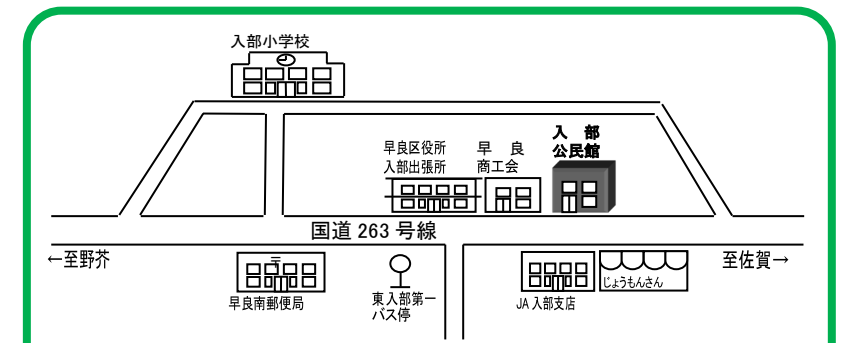 入部小学校
早良区役所
入部出張所
早　良
商工会
入　部
公民館
国道 263 号線
←至野芥
至佐賀→
〒
早良南郵便局
東入部第一
バス停
JA 入部支店
じょうもんさん